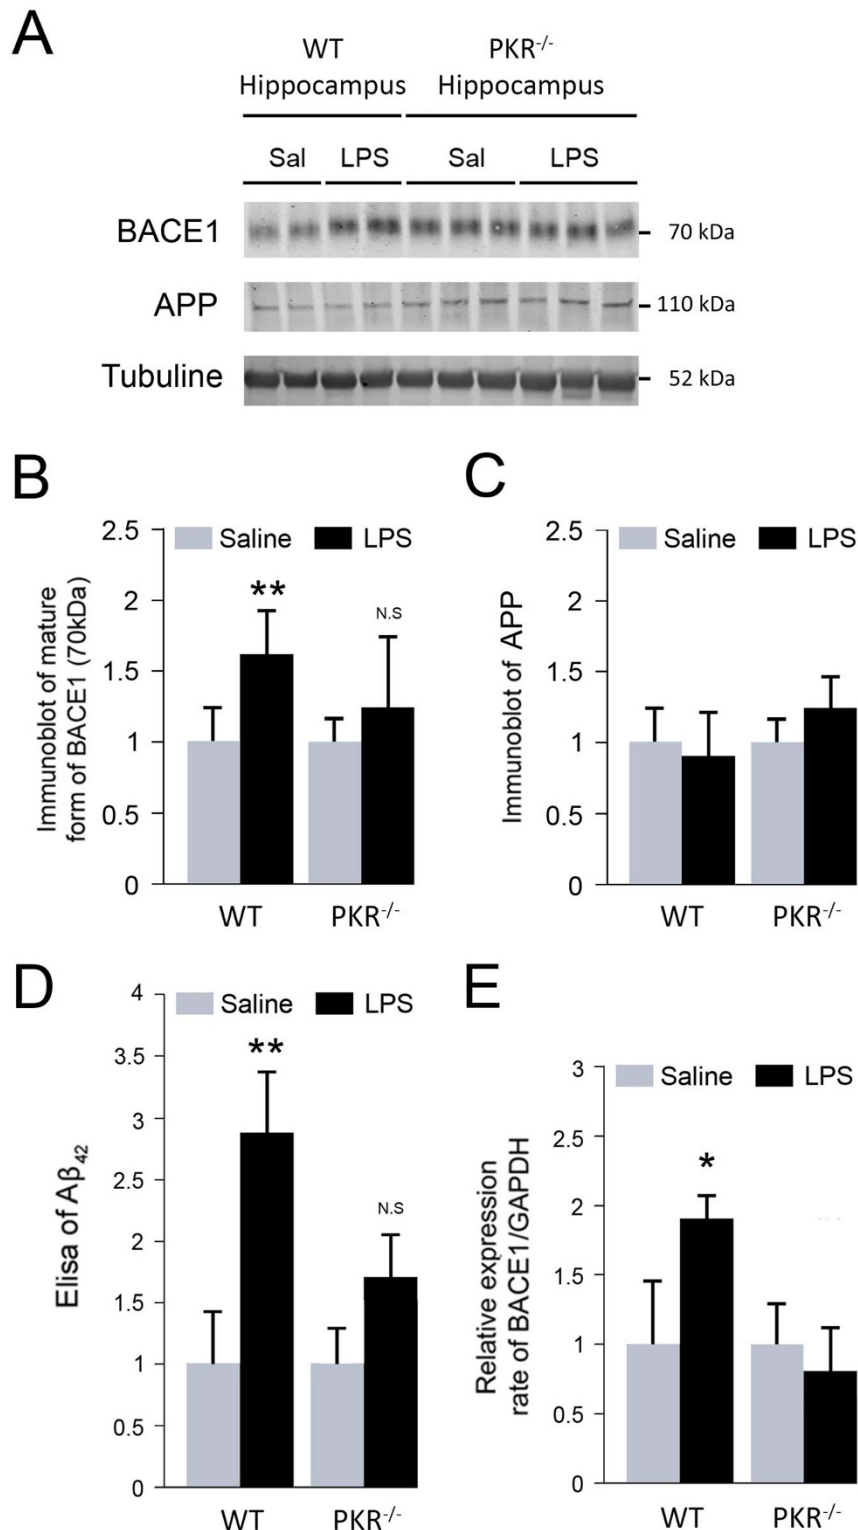 A
WT
Hippocampus
PKR-/-
Hippocampus
Sal
LPS
Sal
LPS
BACE1
70 kDa
APP
110 kDa
Tubuline
52 kDa
B
Immunoblot of mature
form of BACE1 (70kDa)
2.5
2
1.5
1
0.5
0
Saline
LPS
**
N.S
WT
PKR-/-
C
Immunoblot of APP
2.5
2
1.5
1
0.5
0
Saline
LPS
WT
PKR-/-
D
Elisa of Aβ42
4
3.5
3
2.5
2
1.5
1
0.5
0
Saline
LPS
**
N.S
WT
PKR-/-
E
Relative expression
rate of BACE1/GAPDH
3
2.5
2
1.5
1
0.5
0
Saline
LPS
*
WT
PKR-/-